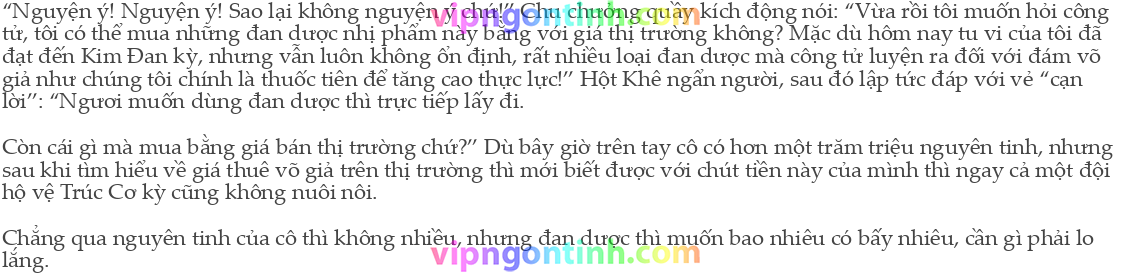 “Nguyện ý! Nguyện ý! Sao lại không nguyện ý chứ!” Chu chưởng quầy kích động nói: “Vừa rồi tôi muốn hỏi công
tử, tôi có thể mua những đan dược nhị phẩm này bằng với giá thị trường không? Mặc dù hôm nay tu vi của tôi đã
đạt đến Kim Đan kỳ, nhưng vẫn luôn không ổn định, rất nhiều loại đan dược mà công tử luyện ra đối với đám võ
giả như chúng tôi chính là thuốc tiên để tăng cao thực lực!” Hột Khê ngẩn người, sau đó lập tức đáp với vẻ “cạn
lời”: “Ngươi muốn dùng đan dược thì trực tiếp lấy đi.
Còn cái gì mà mua bằng giá bán thị trường chứ?” Dù bây giờ trên tay cô có hơn một trăm triệu nguyên tinh, nhưng
sau khi tìm hiểu về giá thuê võ giả trên thị trường thì mới biết được với chút tiền này của mình thì ngay cả một đội
hộ vệ Trúc Cơ kỳ cũng không nuôi nổi.
Chẳng qua nguyên tinh của cô thì không nhiều, nhưng đan dược thì muốn bao nhiêu có bấy nhiêu, cần gì phải lo
lắng.
vipngontinh.com
vipngontinh.com